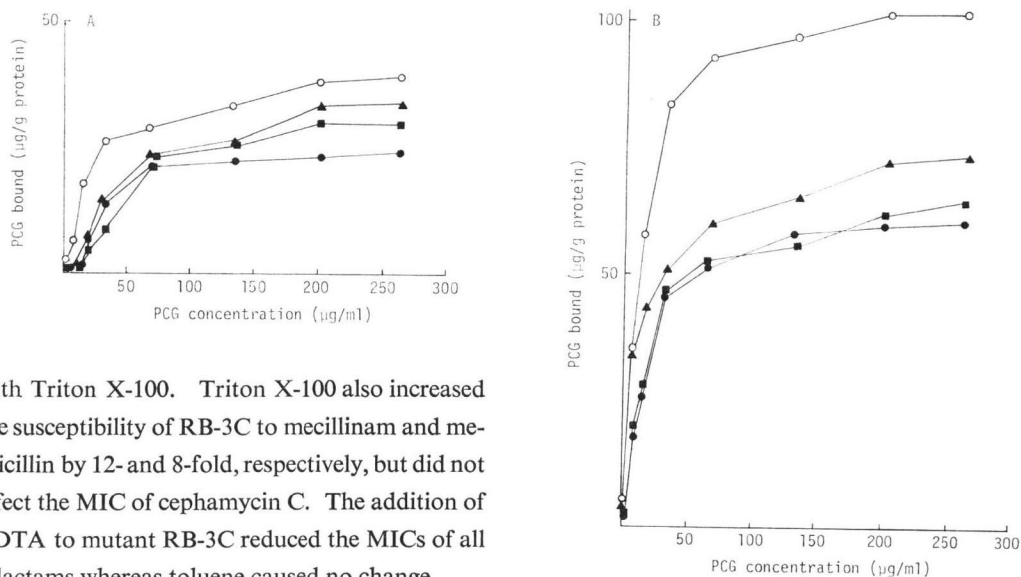 50
A
PCG bound (µg/g protein)
50 100 150 200 250 300
PCG concentration (µg/ml)
100
B
50
PCG bound (µg/g protein)
50 100 150 200 250 300
PCG concentration (µg/ml)
th Triton X-100. Triton X-100 also increased
e susceptibility of RB-3C to mecillinam and me-
icillin by 12- and 8-fold, respectively, but did not
fect the MIC of cephamycin C. The addition of
DTA to mutant RB-3C reduced the MICs of all
lactams whereas toluene caused no change